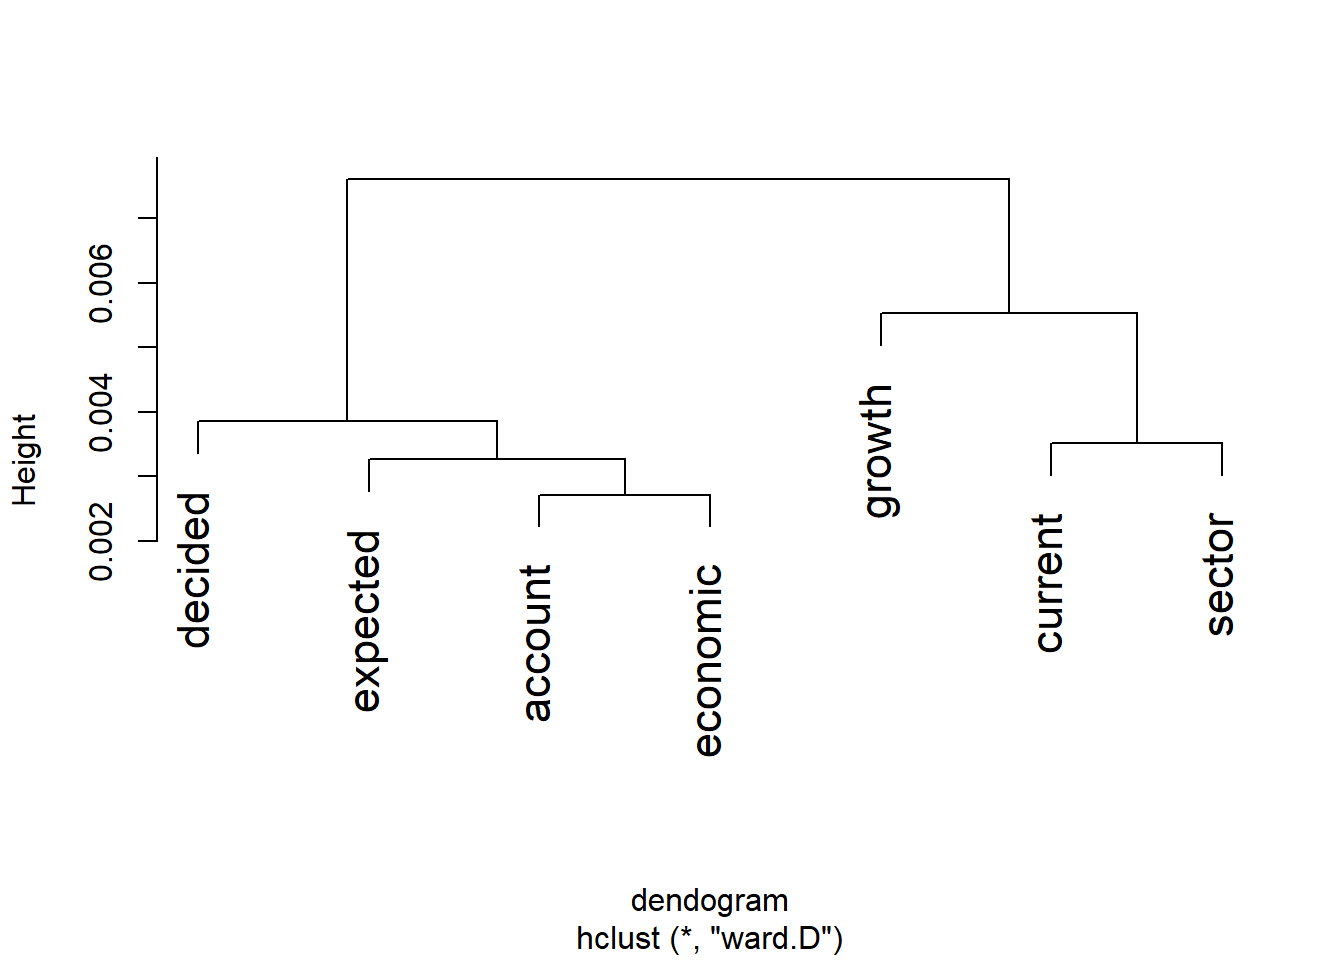 Height
0.002
0.004
0.006
decided
expected
account
economic
growth
current
sector
dendogram
hclust (*, "ward.D")